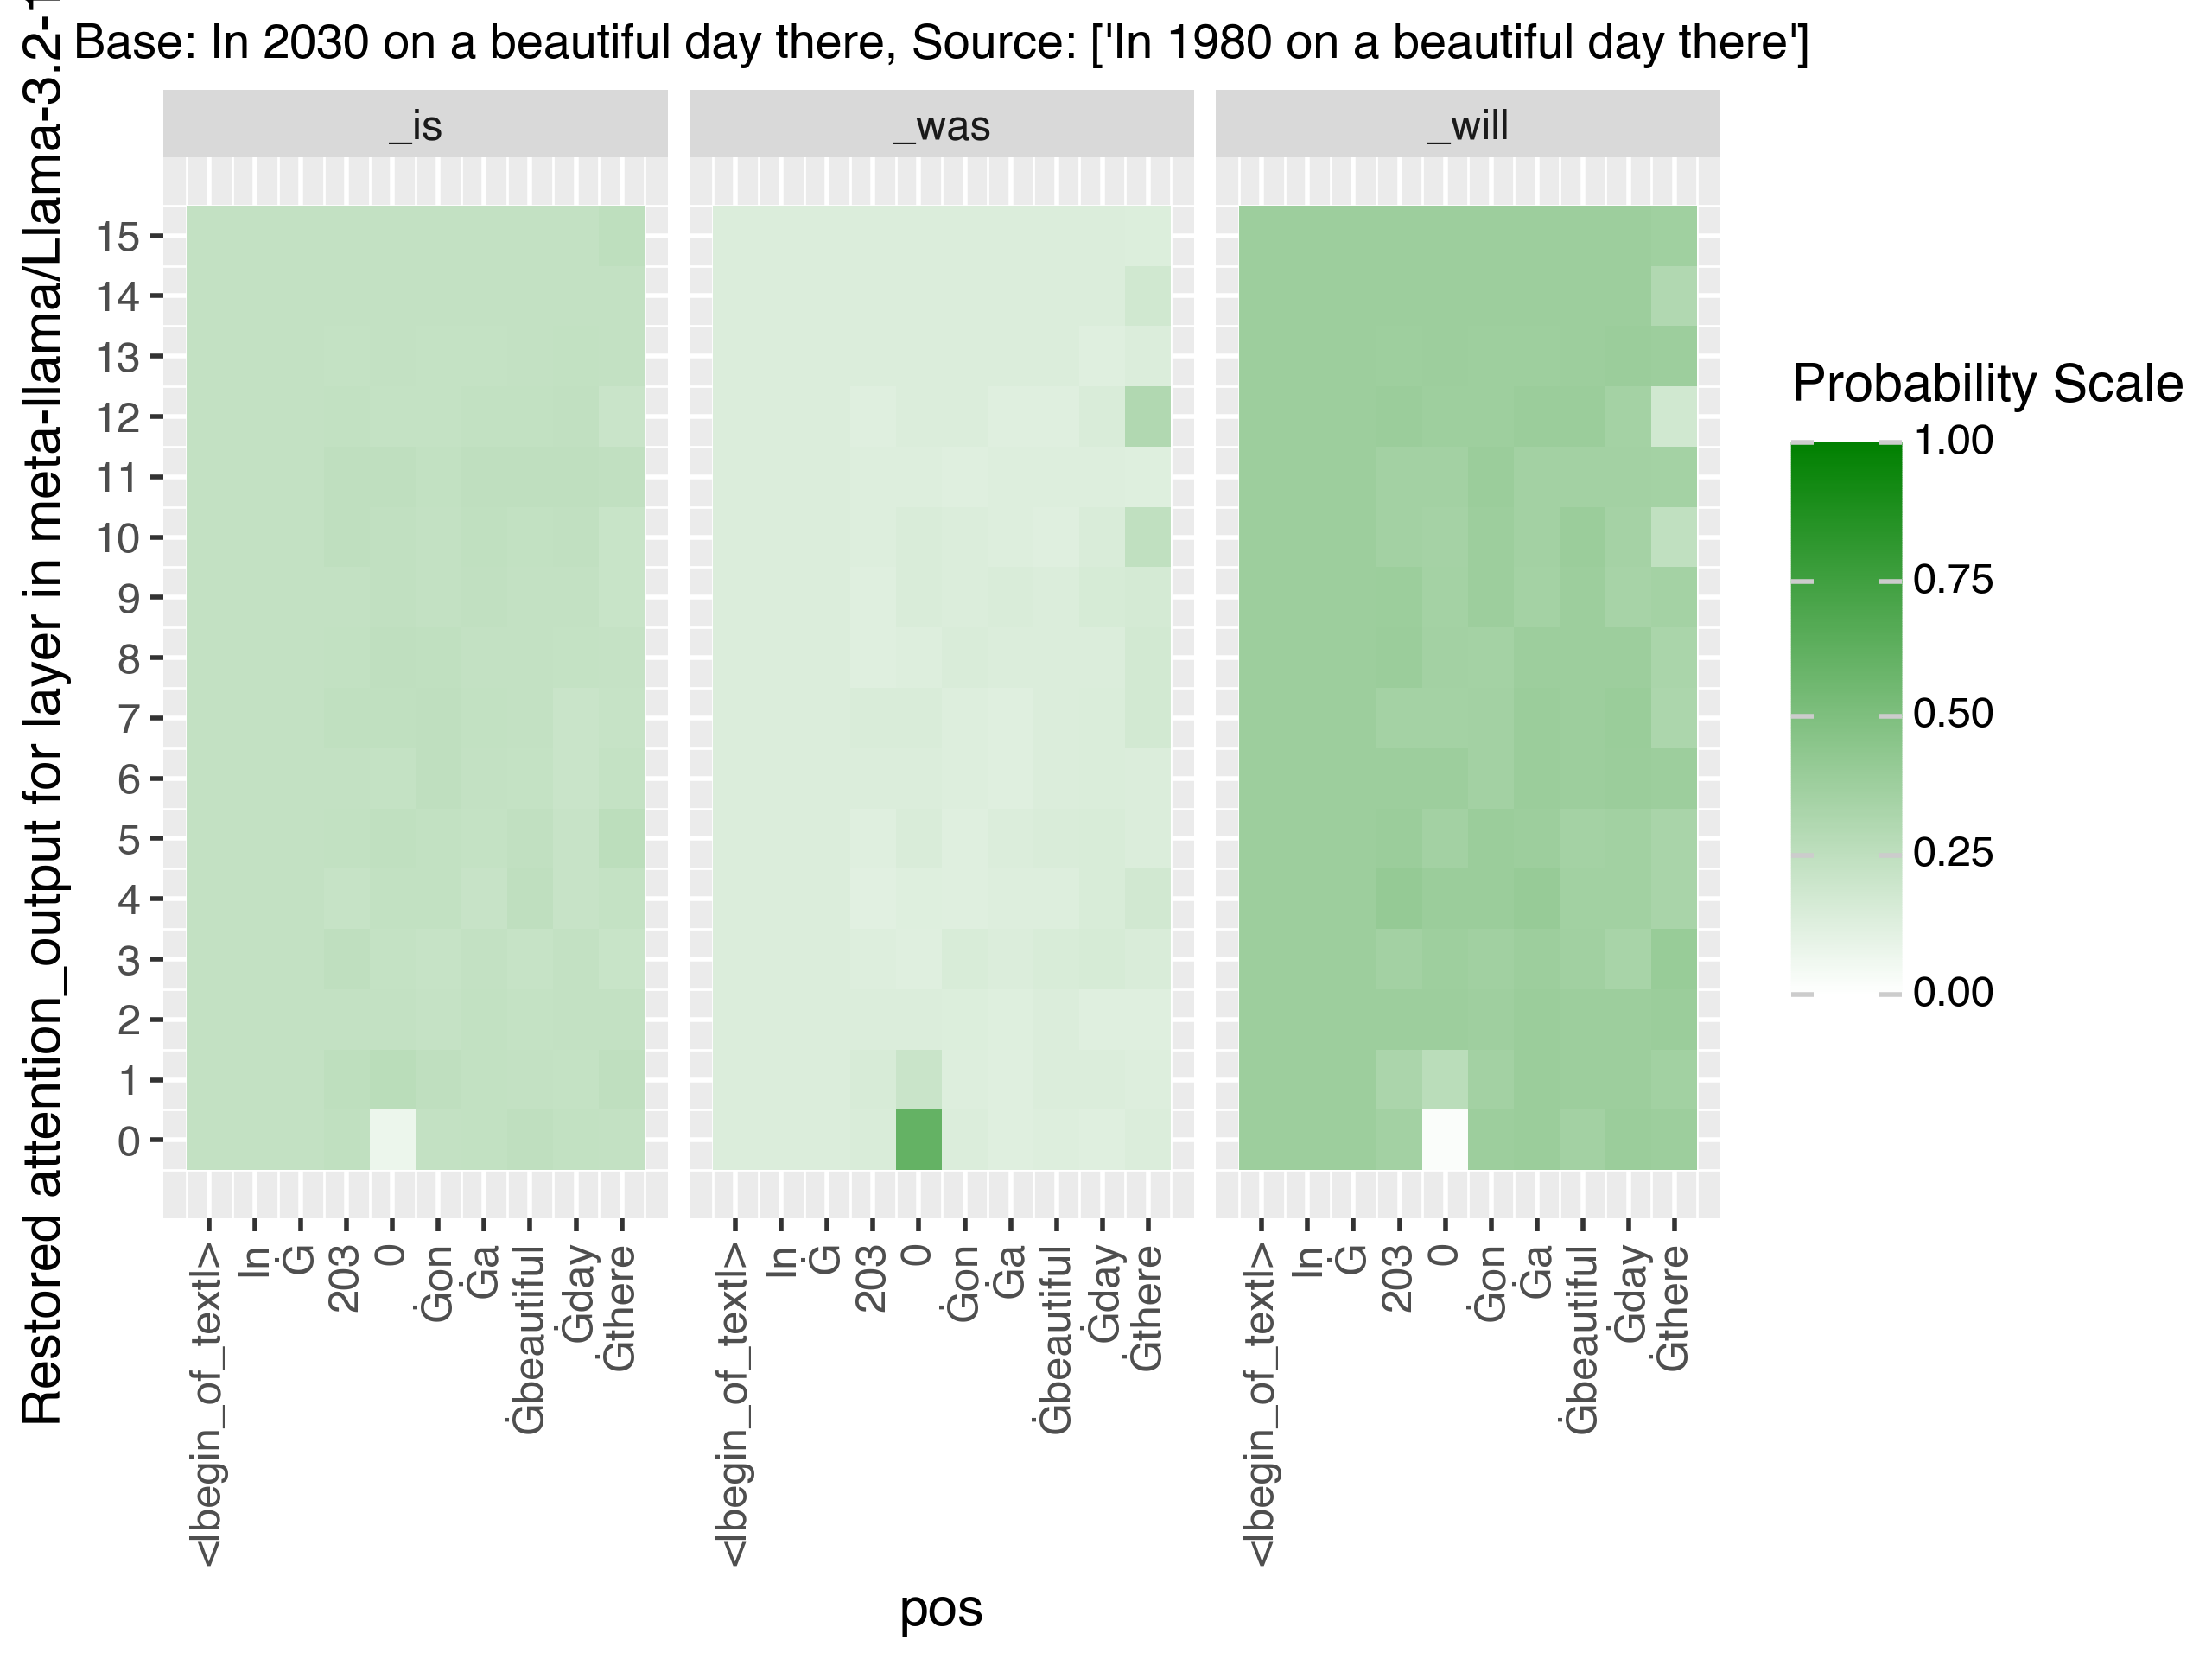 Base: In 2030 on a beautiful day there, Source: ['In 1980 on a beautiful day there']
Restored attention_output for layer in meta-llama/Llama-3.2-1
_is
_was
_will
15
14
13
12
11
10
9
8
7
6
5
4
3
2
1
0
<|begin_of_text|>
In
Ġ
203
0
Ġon
Ġa
Ġbeautiful
Ġday
Ġthere
<|begin_of_text|>
In
Ġ
203
0
Ġon
Ġa
Ġbeautiful
Ġday
Ġthere
<|begin_of_text|>
In
Ġ
203
0
Ġon
Ġa
Ġbeautiful
Ġday
Ġthere
pos
Probability Scale
1.00
0.75
0.50
0.25
0.00